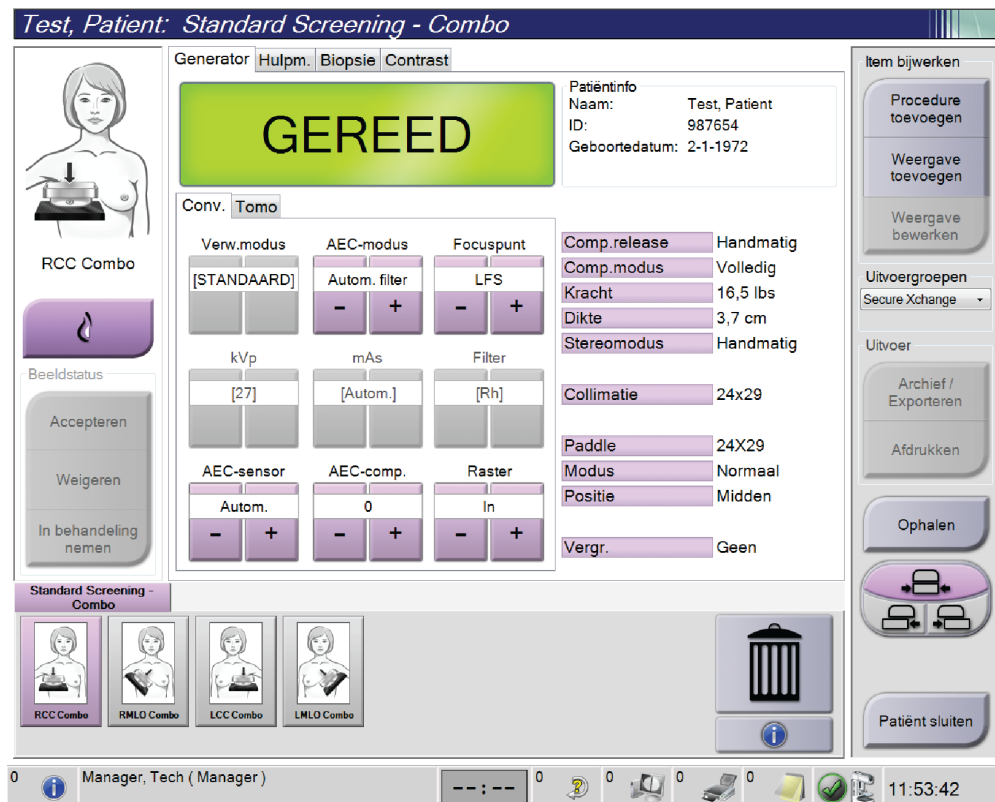 Test, Patient: Standard Screening - Combo
Generator Hulpm. Biopsie Contrast
GEREED
Patiëntinfo
Naam: Test, Patient
ID: 987654
Geboortedatum: 2-1-1972
RCC Combo
Beeldstatus
Accepteren
Weigeren
In behandeling
nemen
Conv. Tomo
Verw.modus AEC-modus Focuspunt
[STANDAARD] Autom. filter LFS
- + - +
kVp mAs Filter
[27] [Autom.] [Rh]
AEC-sensor AEC-comp. Raster
Autom. 0 In
- + - + - +
Comp.release Handmatig
Comp.modus Volledig
Kracht 16,5 lbs
Dikte 3,7 cm
Stereomodus Handmatig
Collimatie 24x29
Paddle 24X29
Modus Normaal
Positie Midden
Vergr. Geen
Item bijwerken
Procedure
toevoegen
Weergave
toevoegen
Weergave
bewerken
Uitvoergroepen
Secure Xchange
Uitvoer
Archief /
Exporteren
Afdrukken
Ophalen
Patiënt sluiten
Standard Screening -
Combo
RCC Combo RMLO Combo LCC Combo LMLO Combo
0 Manager, Tech ( Manager ) --:-- 0 0 0 0 11:53:42